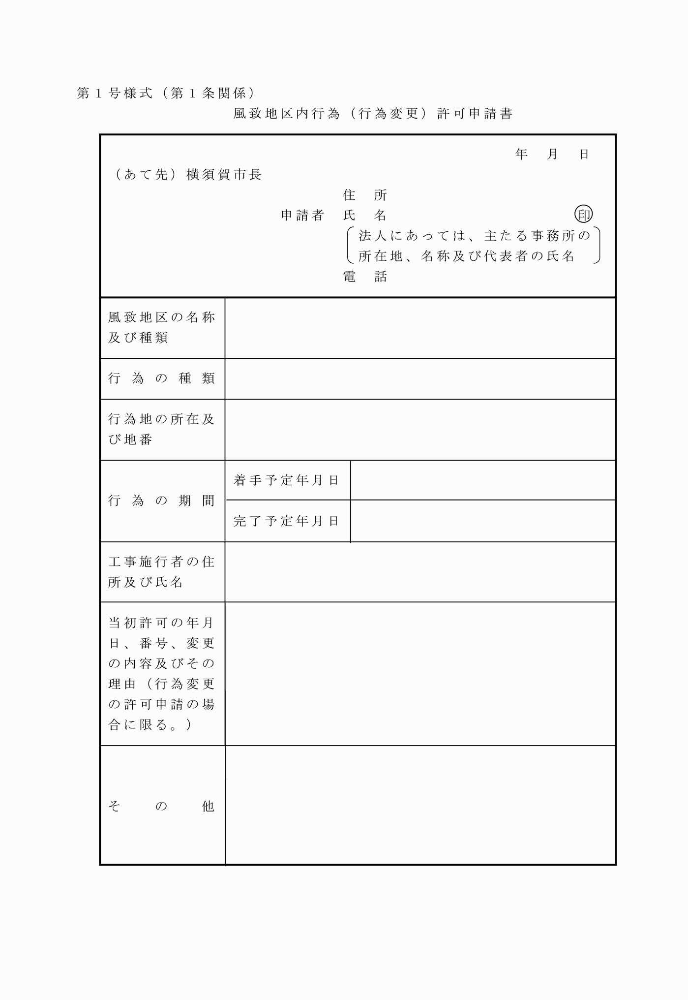 第１号様式（第１条関係）
風致地区内行為（行為変更）許可申請書
年　月　日
（あて先）横須賀市長
住　所
申請者　氏　名　㊞
法人にあっては、主たる事務所の
所在地、名称及び代表者の氏名
電　話
風致地区の名称
及び種類
行為の種類
行為地の所在及
び地番
行為の期間
着手予定年月日
完了予定年月日
工事施行者の住
所及び氏名
当初許可の年月
日、番号、変更
の内容及びその
理由（行為変更
の許可申請の場
合に限る。）
その他